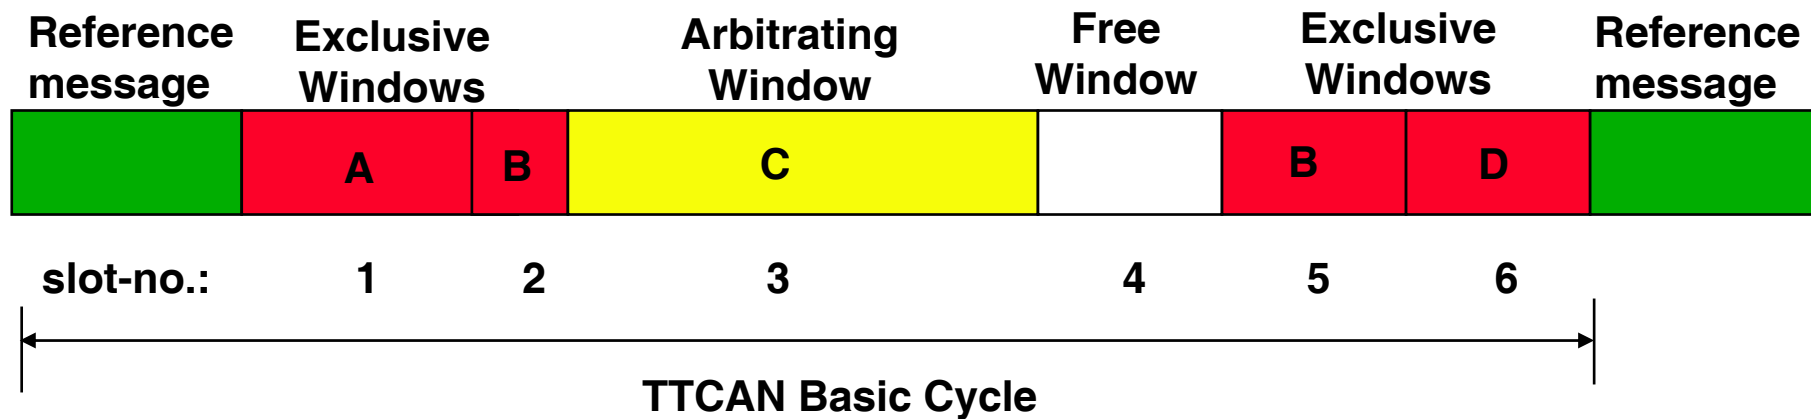 Reference message
Exclusive Windows
Arbitrating Window
Free Window
Exclusive Windows
Reference message
A B C B D
slot-no.: 1 2 3 4 5 6
TTCAN Basic Cycle